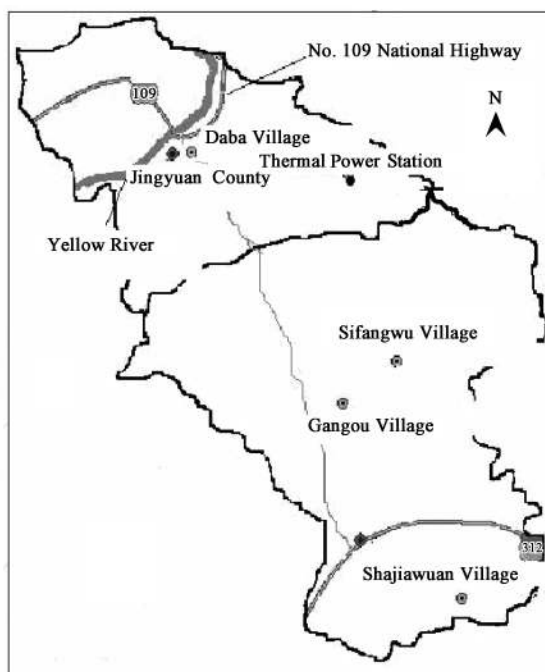 No. 109 National Highway
109
N
Daba Village
Thermal Power Station
Jingyuan County
Yellow River
Sifangwu Village
Gangou Village
312
Shajiawuan Village